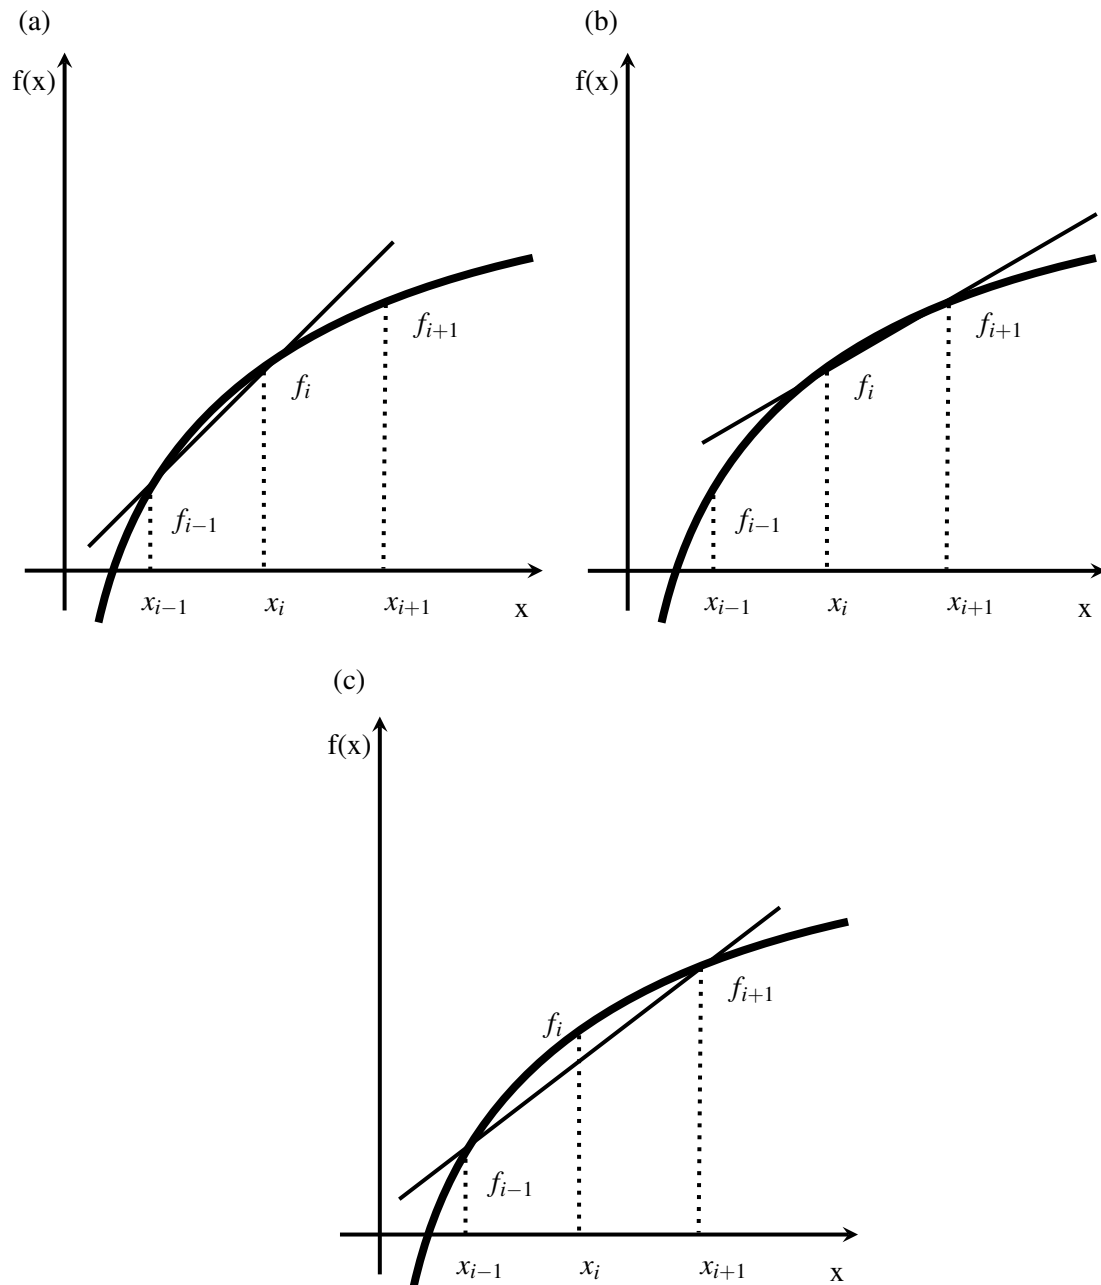 (a)
f(x)
f_{i+1}
f_i
f_{i−1}
x_{i−1} x_i x_{i+1} x
(b)
f(x)
f_{i+1}
f_i
f_{i−1}
x_{i−1} x_i x_{i+1} x
(c)
f(x)
f_{i+1}
f_i
f_{i−1}
x_{i−1} x_i x_{i+1} x